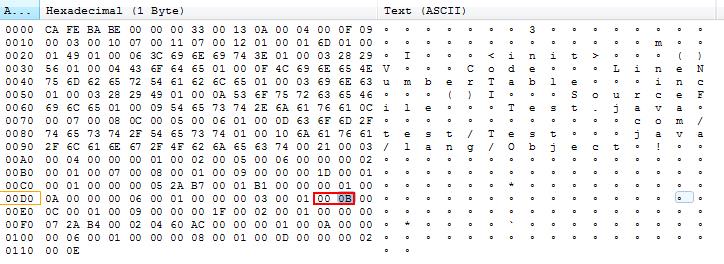 A... Hexadecimal (1 Byte) Text (ASCII)
0000 CA FE BA BE 00 00 00 33 00 13 0A 00 04 00 0F 09 ° ° ° ° ° ° ° 3 ° ° ° ° ° ° ° °
0010 00 03 00 10 07 00 11 07 00 12 01 00 01 6D 01 00 ° ° ° ° ° ° ° ° ° ° ° ° ° m ° °
0020 01 49 01 00 06 3C 69 6E 69 74 3E 01 00 03 28 29 ° I ° ° ° < i n i t > ° ° ° ( )
0030 56 01 00 04 43 6F 64 65 01 00 0F 4C 69 6E 65 4E V ° ° ° C o d e ° ° ° L i n e N
0040 75 6D 62 65 72 54 61 62 6C 65 01 00 03 69 6E 63 u m b e r T a b l e ° ° ° i n c
0050 01 00 03 28 29 49 01 00 0A 53 6F 75 72 63 65 46 ° ° ° ( ) I ° ° ° S o u r c e F
0060 69 6C 65 01 00 09 54 65 73 74 2E 6A 61 76 61 0C i l e ° ° ° T e s t . j a v a °
0070 00 07 00 08 0C 00 05 00 06 01 00 0D 63 6F 6D 2F ° ° ° ° ° ° ° ° ° ° ° ° c o m /
0080 74 65 73 74 2F 54 65 73 74 01 00 10 6A 61 76 61 t e s t / T e s t ° ° ° j a v a
0090 2F 6C 61 6E 67 2F 4F 62 6A 65 63 74 00 21 00 03 / l a n g / O b j e c t ° ! ° °
00A0 00 04 00 00 00 01 00 02 00 05 00 06 00 00 00 02 ° ° ° ° ° ° ° ° ° ° ° ° ° ° ° °
00B0 00 01 00 07 00 08 00 01 00 09 00 00 00 1D 00 01 ° ° ° ° ° ° ° ° ° ° ° ° ° ° ° °
00C0 00 01 00 00 00 05 2A B7 00 01 B1 00 00 00 01 00 ° ° ° ° ° ° * ° ° ° ° ° ° ° ° °
00D0 0A 00 00 00 06 00 01 00 00 00 03 00 01 00 0B 00 ° ° ° ° ° ° ° ° ° ° ° ° ° ° ° °
00E0 0C 00 01 00 09 00 00 00 1F 00 02 00 01 00 00 00 ° ° ° ° ° ° ° ° ° ° ° ° ° ° ° °
00F0 07 2A B4 00 02 04 60 AC 00 00 00 01 00 0A 00 00 ° * ° ° ° ° ` ° ° ° ° ° ° ° ° °
0100 00 06 00 01 00 00 00 08 00 01 00 0D 00 00 00 02 ° ° ° ° ° ° ° ° ° ° ° ° ° ° ° °
0110 00 0E ° °